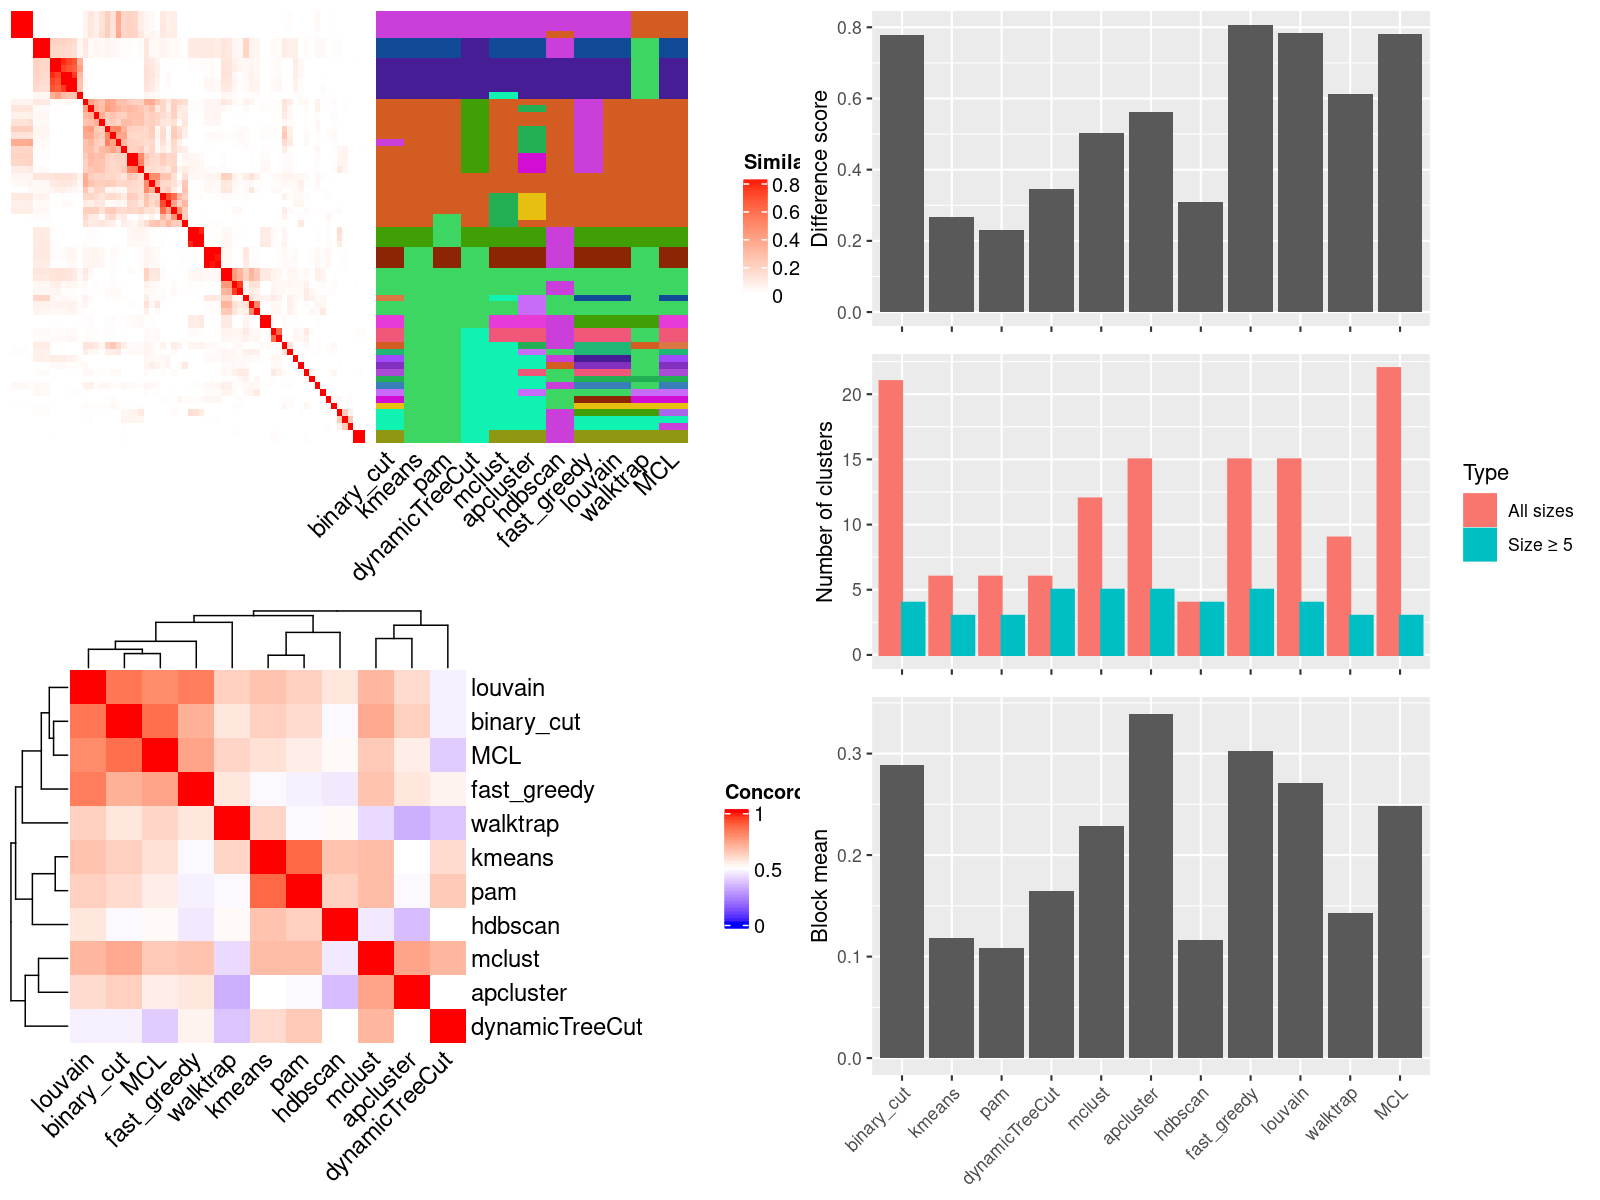 Simila
0.8
0.6
0.4
0.2
0
binary_cut
kmeans
pam
dynamicTreeCut
mclust
apcluster
hdbscan
fast_greedy
louvain
walktrap
MCL
louvain
binary_cut
MCL
fast_greedy
walktrap
kmeans
pam
hdbscan
mclust
apcluster
dynamicTreeCut
louvain
binary_cut
MCL
fast_greedy
walktrap
kmeans
pam
hdbscan
mclust
apcluster
dynamicTreeCut
Concord
1
0.5
0
Difference score
0.8
0.6
0.4
0.2
0.0
Number of clusters
20
15
10
5
0
Type
All sizes
Size ≥ 5
Block mean
0.3
0.2
0.1
0.0
binary_cut
kmeans
pam
dynamicTreeCut
mclust
apcluster
hdbscan
fast_greedy
louvain
walktrap
MCL